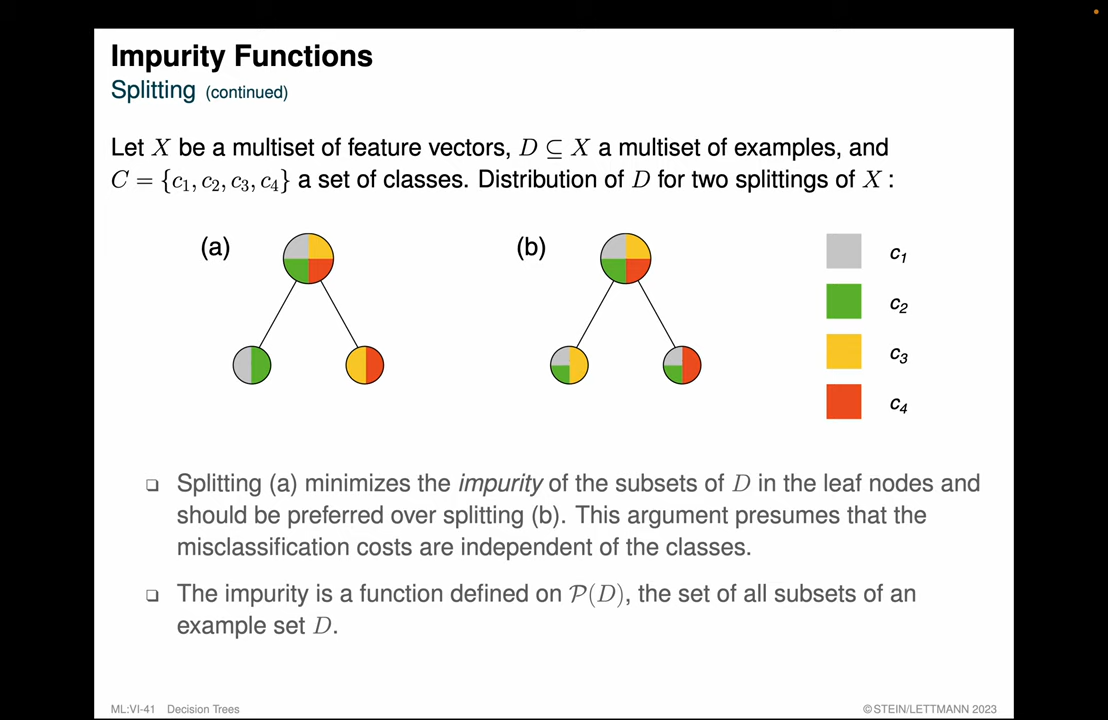 Impurity Functions
Splitting (continued)
Let X be a multiset of feature vectors, D ⊆ X a multiset of examples, and
C = {c₁, c₂, c₃, c₄} a set of classes. Distribution of D for two splittings of X :
(a) (b) c₁
c₂
c₃
c₄
❑ Splitting (a) minimizes the impurity of the subsets of D in the leaf nodes and
should be preferred over splitting (b). This argument presumes that the
misclassification costs are independent of the classes.
❑ The impurity is a function defined on 𝒫(D), the set of all subsets of an
example set D.
ML:VI-41 Decision Trees ©STEIN/LETTMANN 2023